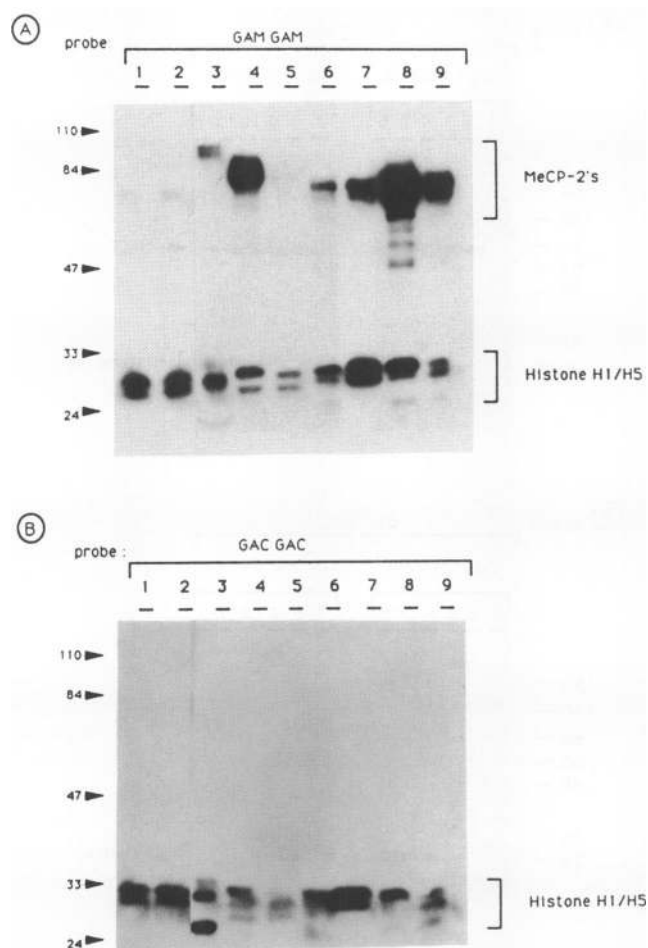 A
probe:
GAM GAM
1 2 3 4 5 6 7 8 9
110
84
MeCP-2's
47
33
Histone H1/H5
24
B
probe :
GAC GAC
1 2 3 4 5 6 7 8 9
110
84
47
33
Histone H1/H5
24